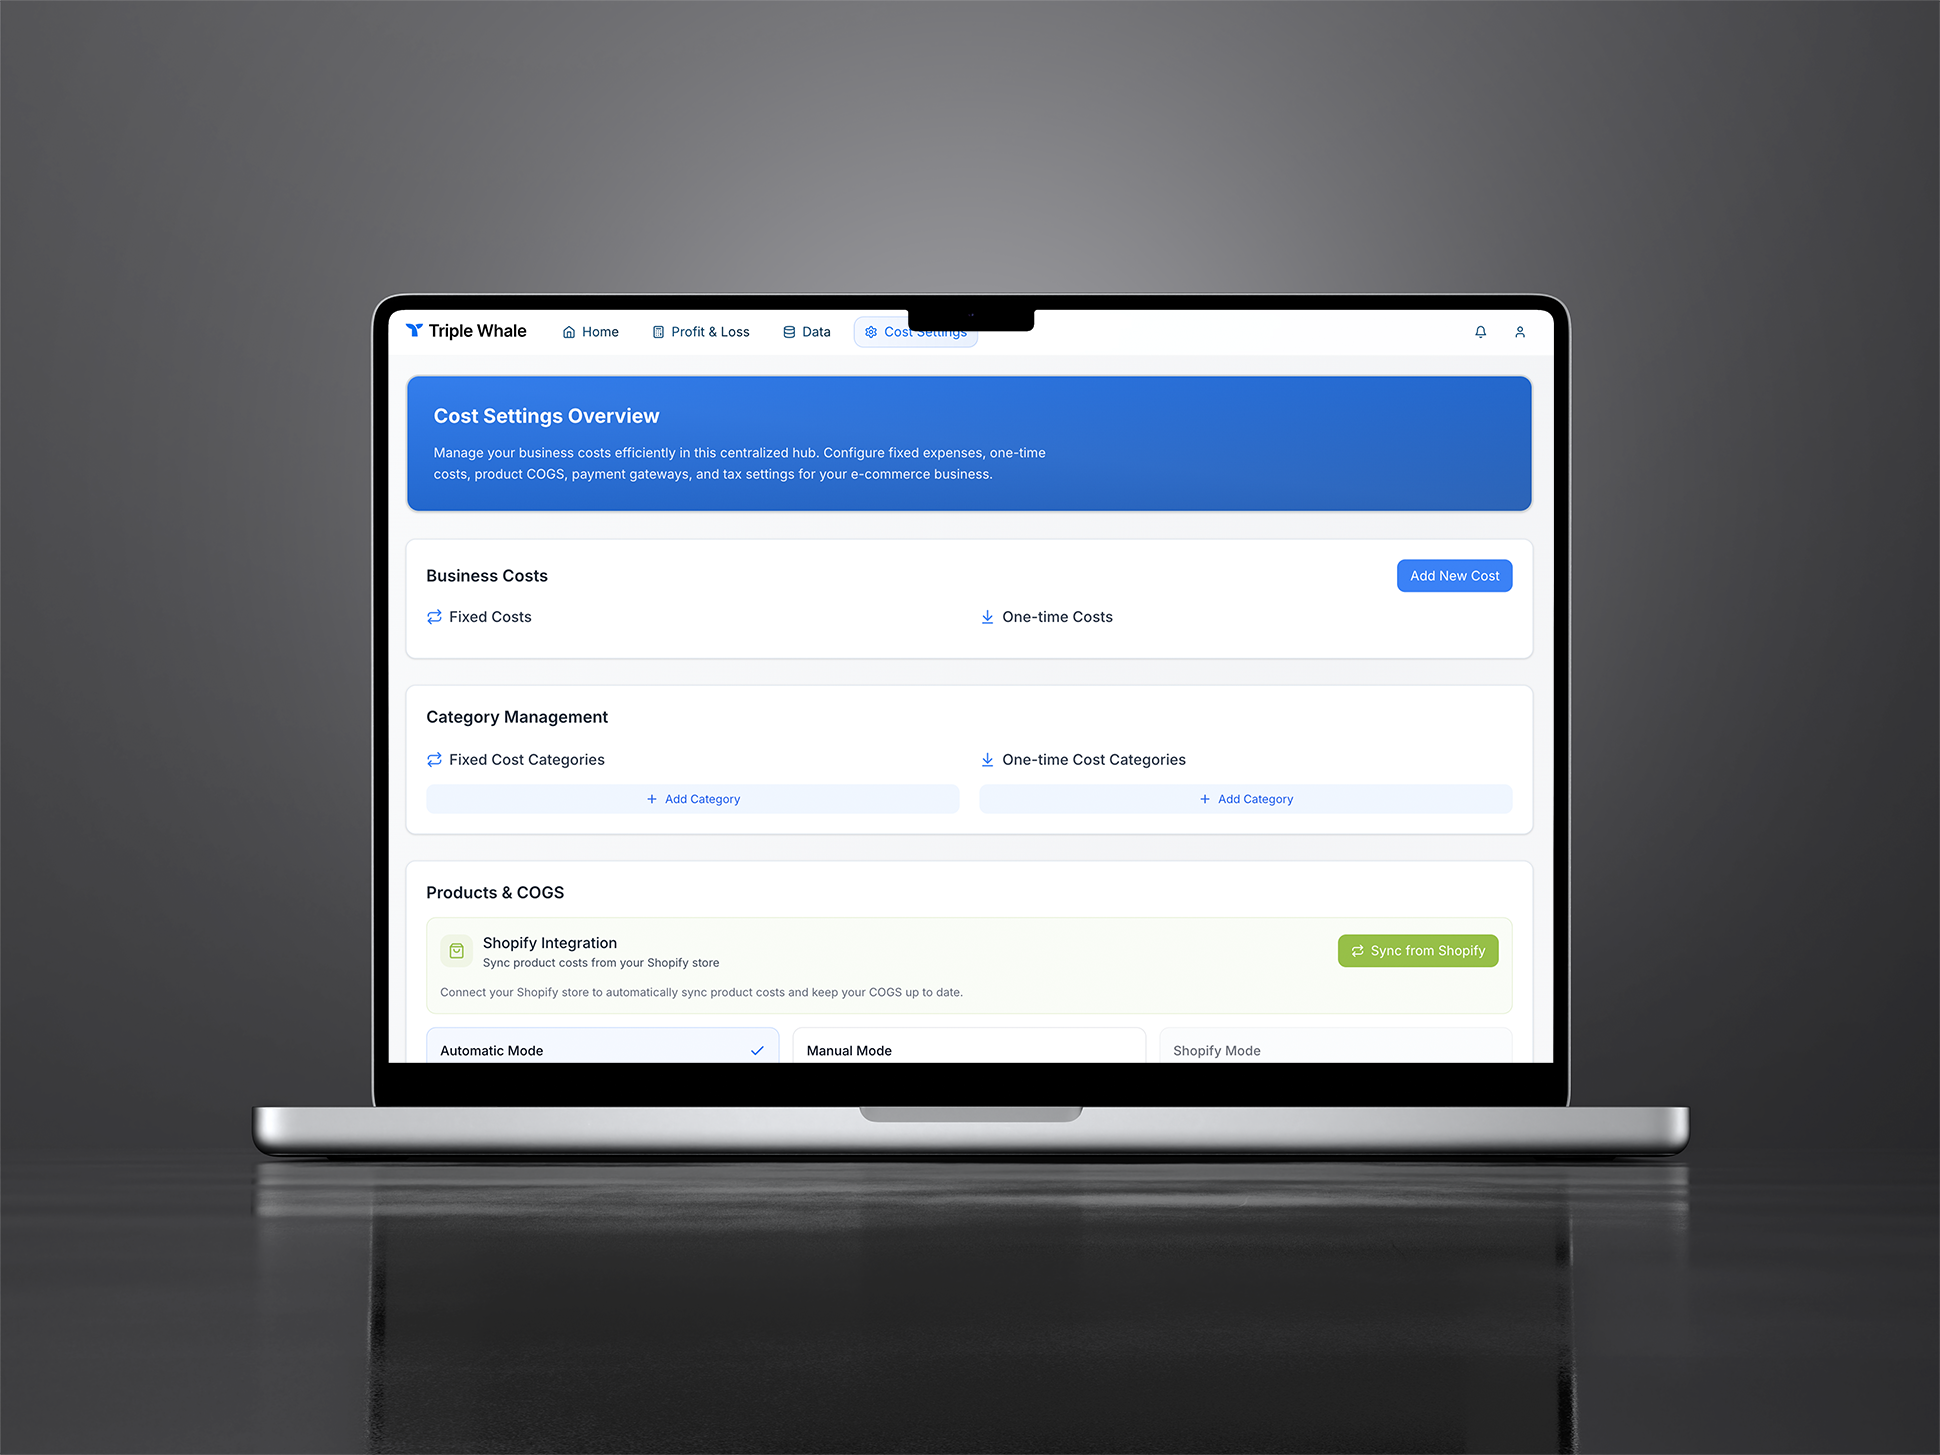 Triple Whale
Home
Profit & Loss
Data
Cost Settings
Cost Settings Overview
Manage your business costs efficiently in this centralized hub. Configure fixed expenses, one-time
costs, product COGS, payment gateways, and tax settings for your e-commerce business.
Business Costs
Add New Cost
Fixed Costs
One-time Costs
Category Management
Fixed Cost Categories
One-time Cost Categories
+ Add Category
+ Add Category
Products & COGS
Shopify Integration
Sync product costs from your Shopify store
Sync from Shopify
Connect your Shopify store to automatically sync product costs and keep your COGS up to date.
Automatic Mode
Manual Mode
Shopify Mode